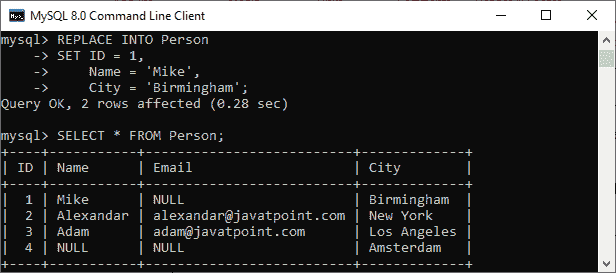 MySQL 8.0 Command Line Client
mysql> REPLACE INTO Person
    -> SET ID = 1,
    ->     Name = 'Mike',
    ->     City = 'Birmingham';
Query OK, 2 rows affected (0.28 sec)
mysql> SELECT * FROM Person;
+----+-----------+--------------------------+-------------+
| ID | Name      | Email                    | City        |
+----+-----------+--------------------------+-------------+
|  1 | Mike      | NULL                     | Birmingham  |
|  2 | Alexandar | alexandar@javatpoint.com | New York    |
|  3 | Adam      | adam@javatpoint.com      | Los Angeles |
|  4 | NULL      | NULL                     | Amsterdam   |
+----+-----------+--------------------------+-------------+